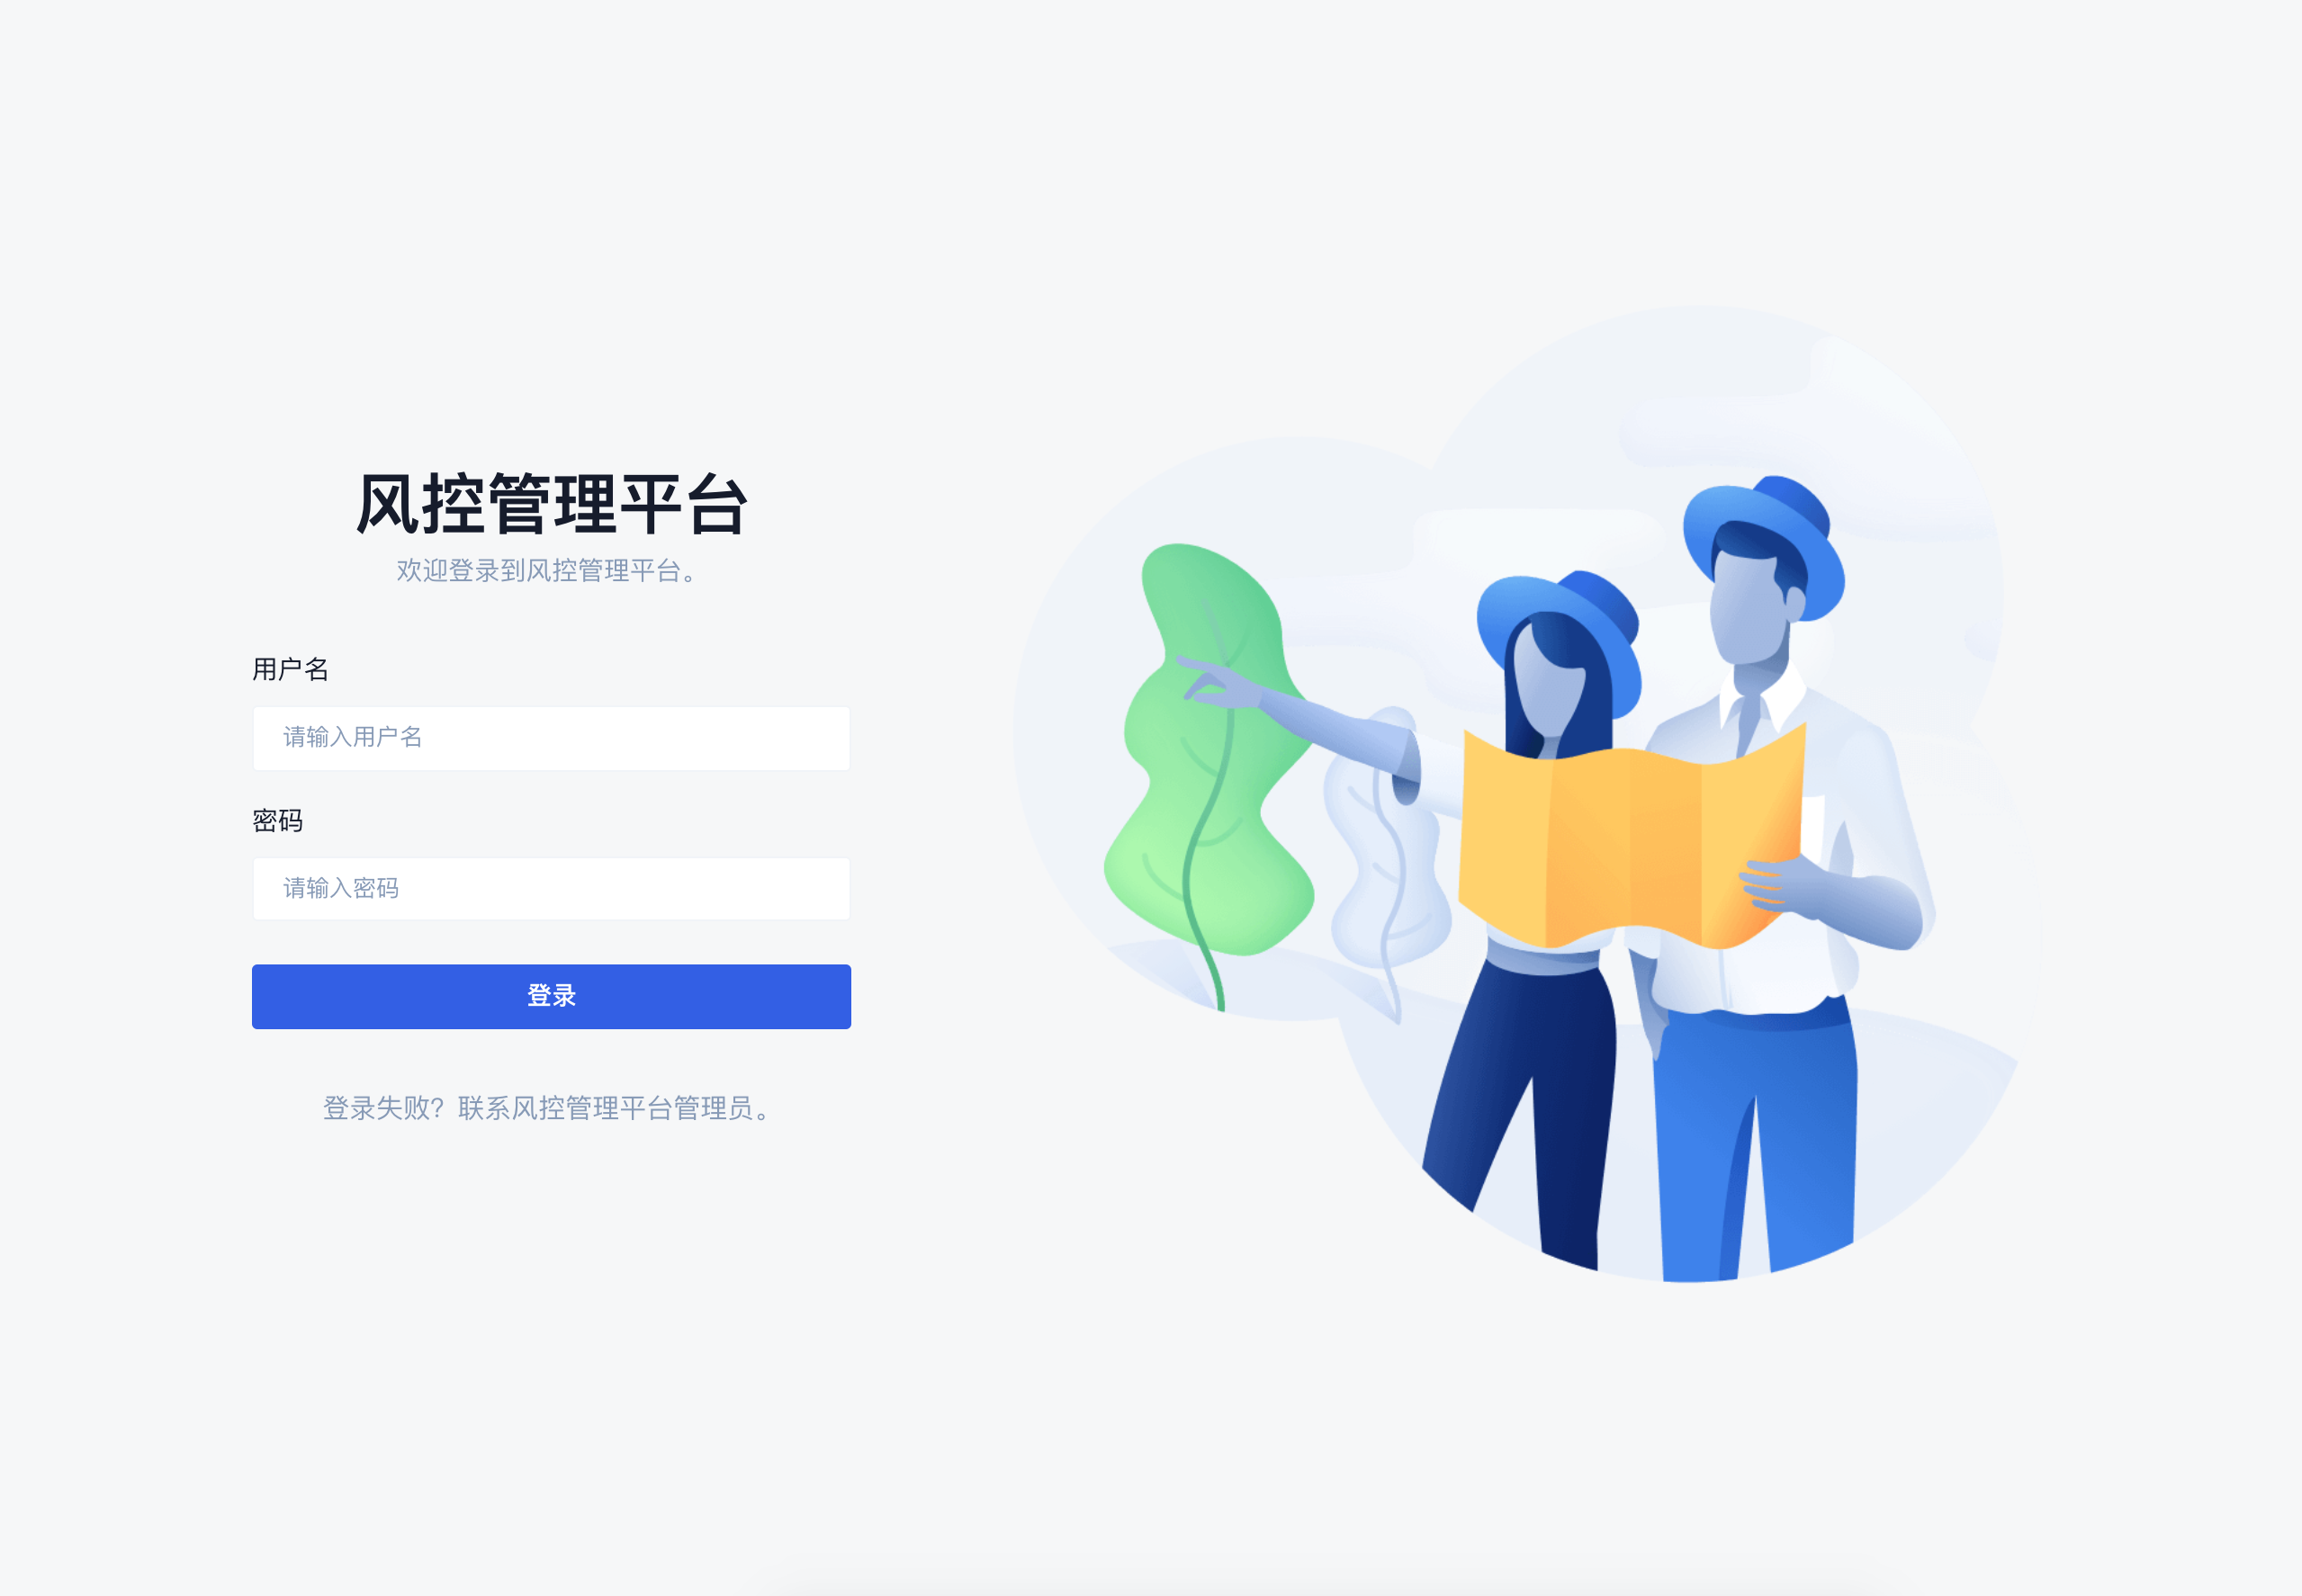 风控管理平台
欢迎登录到风控管理平台。
用户名
请输入用户名
密码
请输入密码
登录
登录失败？联系风控管理平台管理员。